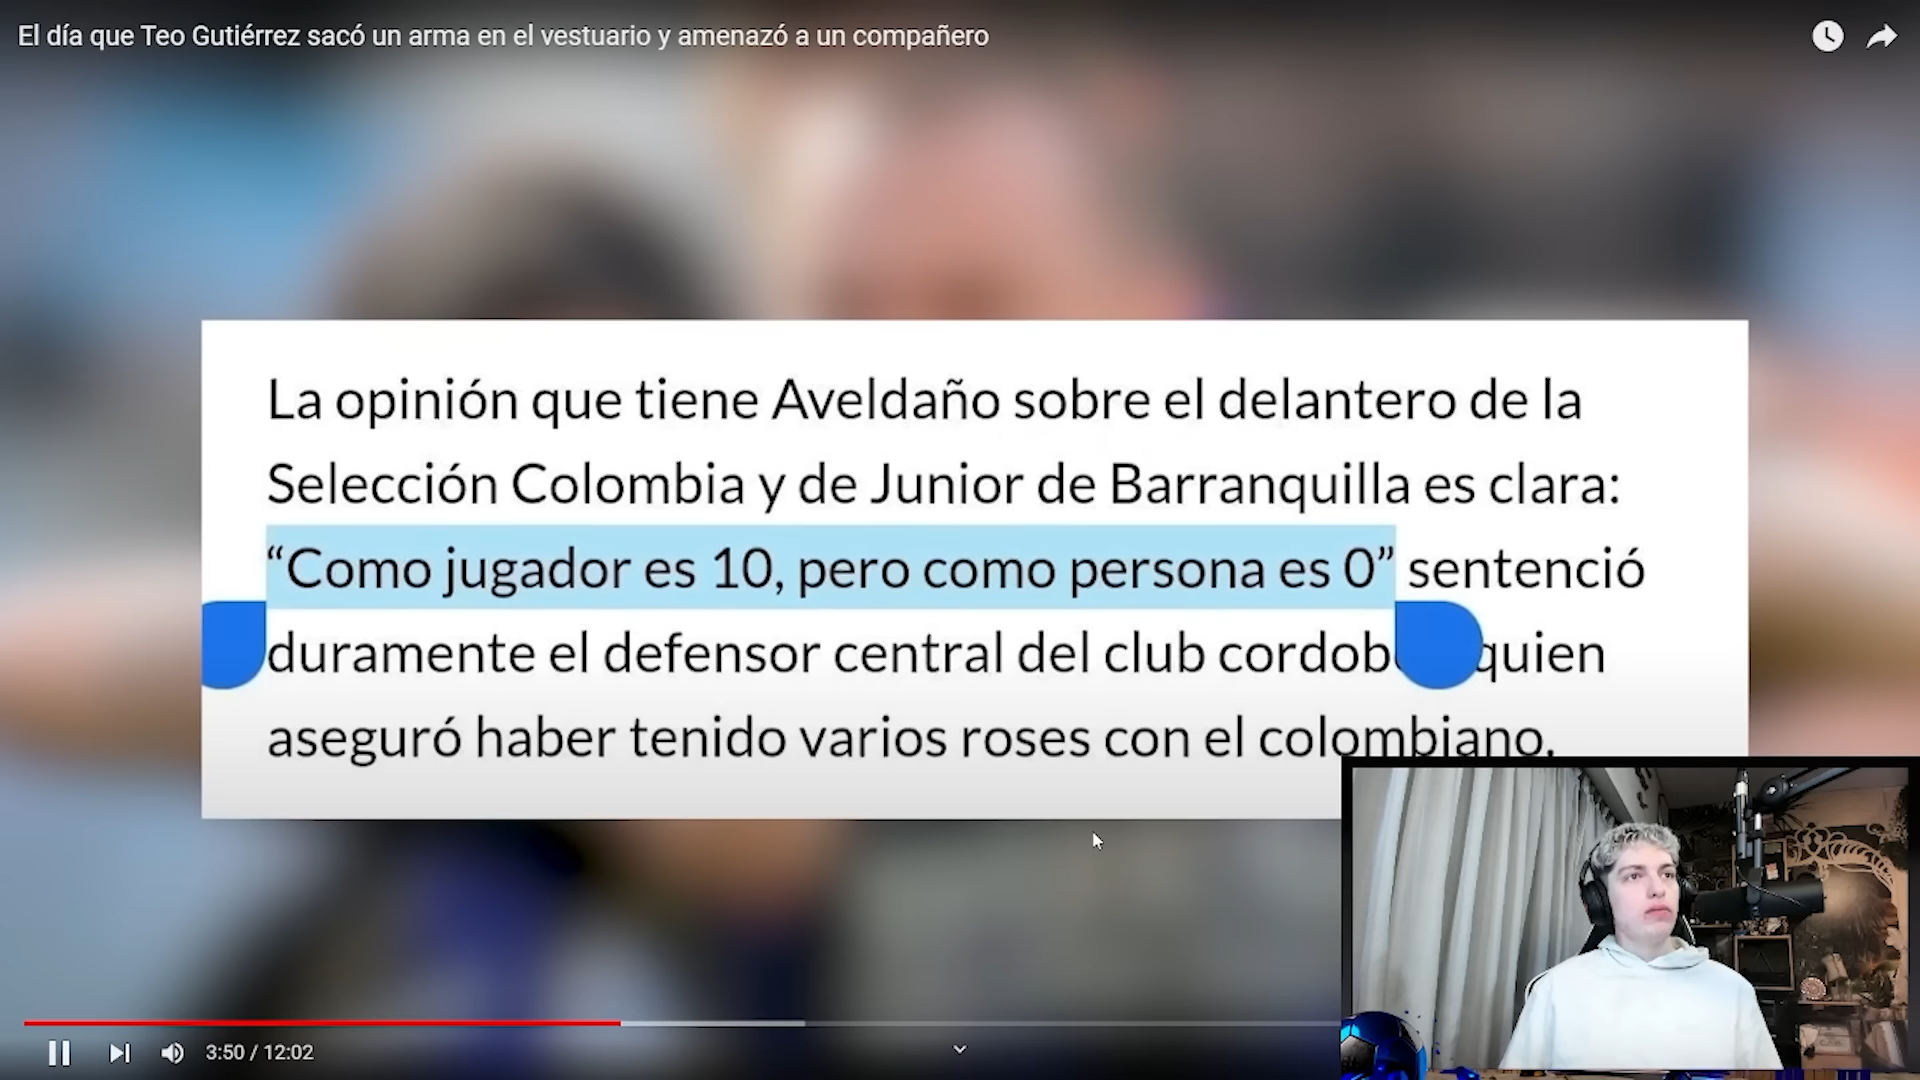 El día que Teo Gutiérrez sacó un arma en el vestuario y amenazó a un compañero
La opinión que tiene Aveldaño sobre el delantero de la
Selección Colombia y de Junior de Barranquilla es clara:
“Como jugador es 10, pero como persona es 0” sentenció
duramente el defensor central del club cordob quien
aseguró haber tenido varios roses con el colombiano.
3:50 / 12:02